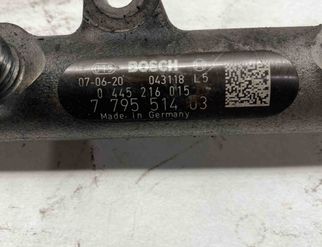 BOSCH
07-06-20 043118 L5
0 445 216 015
7 795 514 03
Made in Germany